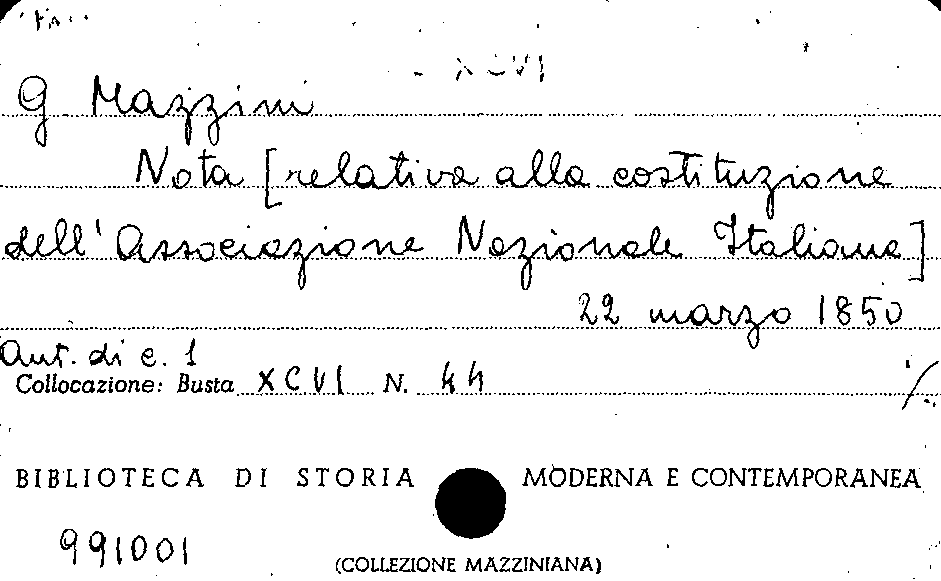 XCVI
G Mazzini
Nota [relativa alla costituzione
dell'Associazione Nazionale Italiana]
22 marzo 1850
Aut. di c. 1
Collocazione: Busta XCVI N. 44 ./.
BIBLIOTECA DI STORIA MODERNA E CONTEMPORANEA
991001
(COLLEZIONE MAZZINIANA)